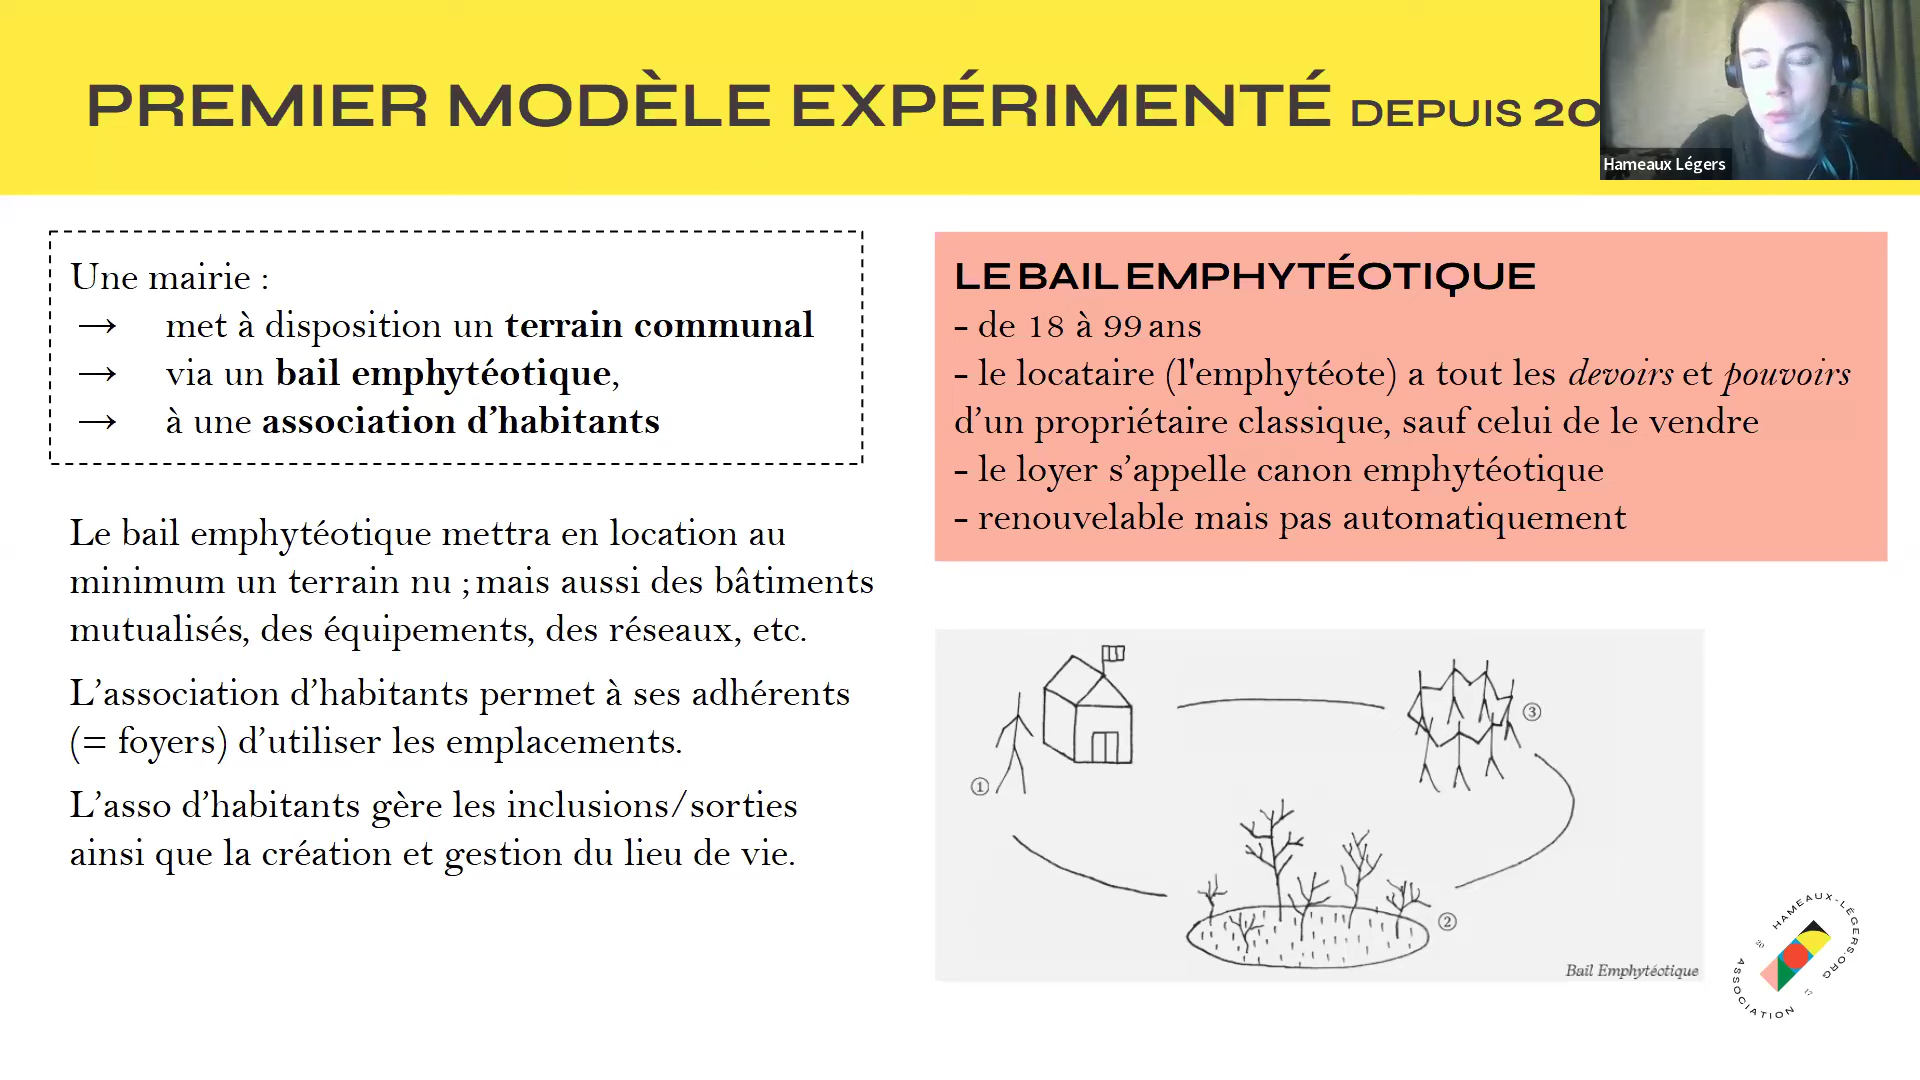 PREMIER MODÈLE EXPÉRIMENTÉ DEPUIS 20
Hameaux Légers
Une mairie :
→ met à disposition un terrain communal
→ via un bail emphytéotique,
→ à une association d’habitants
Le bail emphytéotique mettra en location au
minimum un terrain nu ; mais aussi des bâtiments
mutualisés, des équipements, des réseaux, etc.
L’association d’habitants permet à ses adhérents
(= foyers) d’utiliser les emplacements.
L’asso d’habitants gère les inclusions/sorties
ainsi que la création et gestion du lieu de vie.
LE BAIL EMPHYTÉOTIQUE
- de 18 à 99 ans
- le locataire (l'emphytéote) a tout les devoirs et pouvoirs
d’un propriétaire classique, sauf celui de le vendre
- le loyer s’appelle canon emphytéotique
- renouvelable mais pas automatiquement
①
③
②
Bail Emphytéotique
HAMEAUX-LÉGERS.ORG
20
17
ASSOCIATION